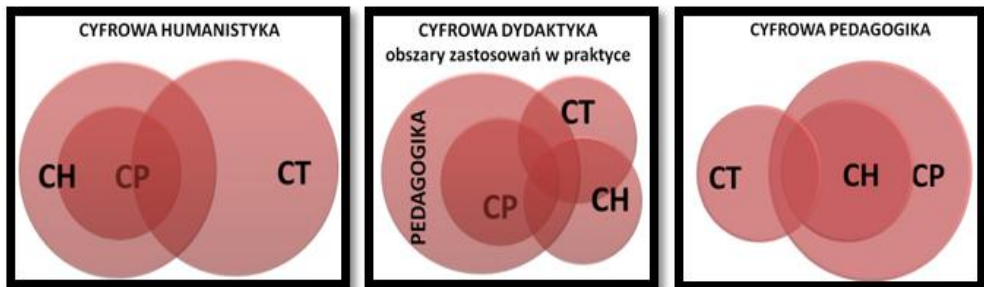 CYFROWA HUMANISTYKA
CH
CP
CT
CYFROWA DYDAKTYKA
obszary zastosowań w praktyce
PEDAGOGIKA
CP
CT
CH
CYFROWA PEDAGOGIKA
CT
CH
CP